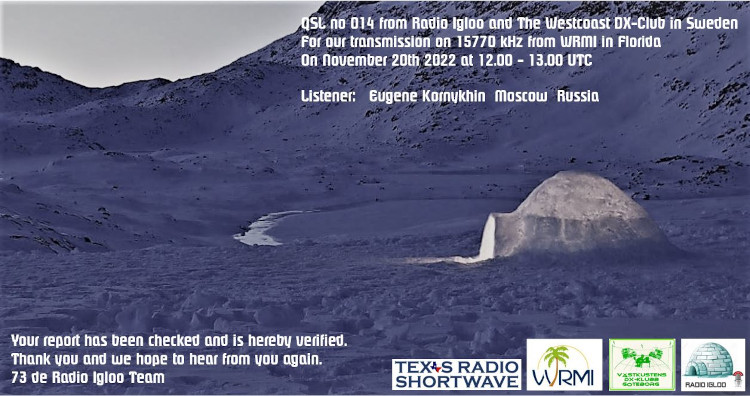 QSL no 014 from Radio Igloo and The Westcoast DX-Club in Sweden
For our transmission on 15770 kHz from WRMI in Florida
On November 20th 2022 at 12.00 - 13.00 UTC
Listener: Eugene Kornykhin Moscow Russia
Your report has been checked and is hereby verified.
Thank you and we hope to hear from you again.
73 de Radio Igloo Team
TEXAS RADIO
SHORTWAVE
WRMI
VÄSTKUSTENS
DX-KLUBB
GÖTEBORG
RADIO IGLOO